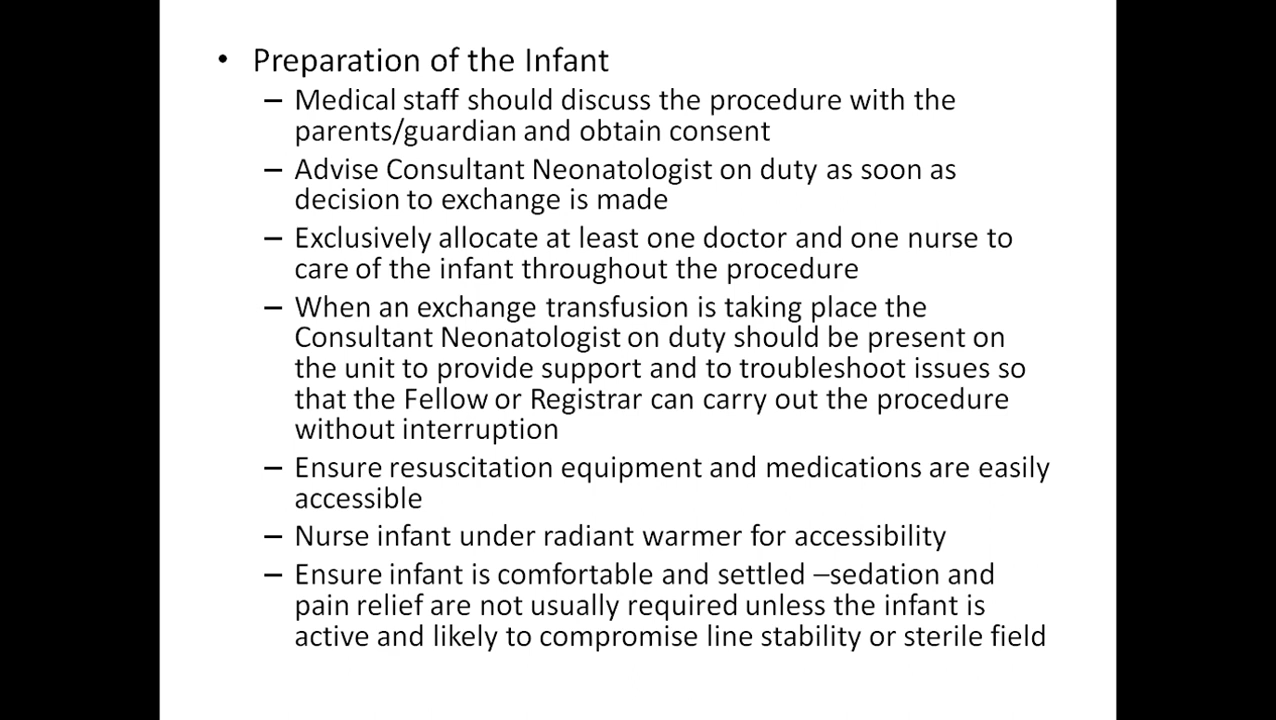 • Preparation of the Infant
– Medical staff should discuss the procedure with the
parents/guardian and obtain consent
– Advise Consultant Neonatologist on duty as soon as
decision to exchange is made
– Exclusively allocate at least one doctor and one nurse to
care of the infant throughout the procedure
– When an exchange transfusion is taking place the
Consultant Neonatologist on duty should be present on
the unit to provide support and to troubleshoot issues so
that the Fellow or Registrar can carry out the procedure
without interruption
– Ensure resuscitation equipment and medications are easily
accessible
– Nurse infant under radiant warmer for accessibility
– Ensure infant is comfortable and settled –sedation and
pain relief are not usually required unless the infant is
active and likely to compromise line stability or sterile field